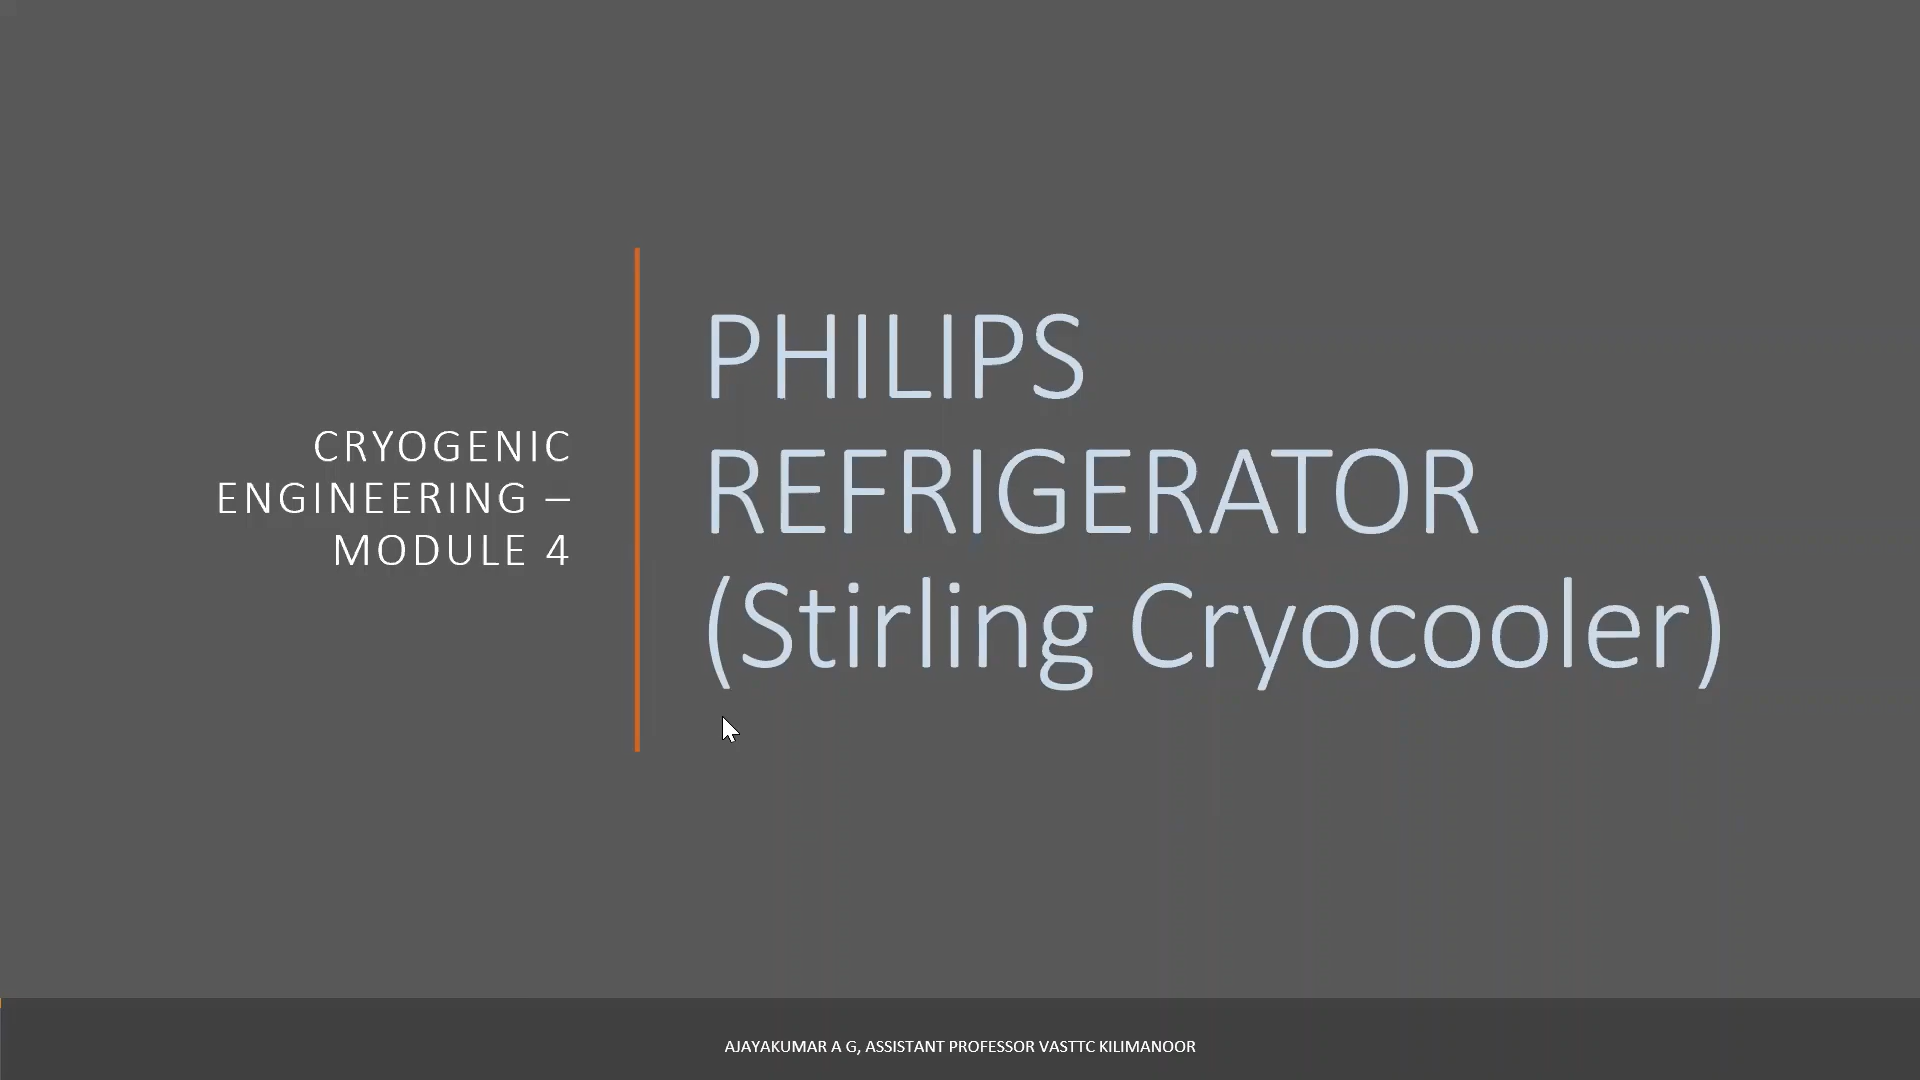 CRYOGENIC
ENGINEERING –
MODULE 4
PHILIPS
REFRIGERATOR
(Stirling Cryocooler)
AJAYAKUMAR A G, ASSISTANT PROFESSOR VASTTC KILIMANOOR